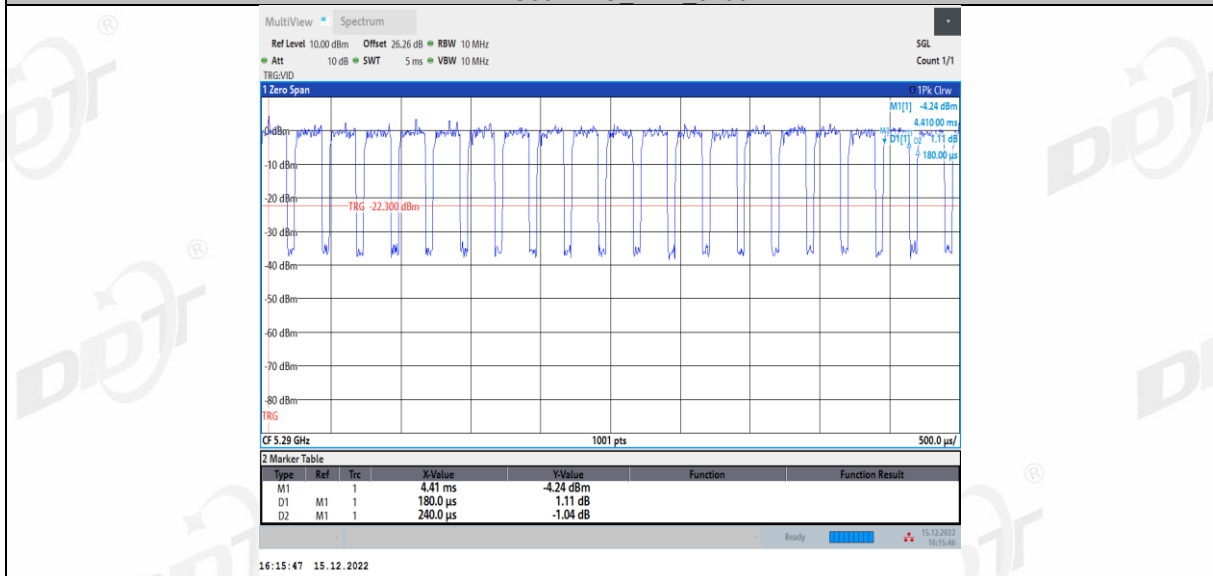 MultiView Spectrum
Ref Level 10.00 dBm Offset 26.26 dB RBW 10 MHz SGL
Att 10 dB SWT 5 ms VBW 10 MHz Count 1/1
TRG:VID
1 Zero Span 1Pk Clrw
M1[1] -4.24 dBm
4.410 00 ms
D1[1] 1.11 dB
180.00 µs
D2
0 dBm
-10 dBm
-20 dBm
TRG -22.300 dBm
-30 dBm
-40 dBm
-50 dBm
-60 dBm
-70 dBm
-80 dBm
TRG
CF 5.29 GHz 1001 pts 500.0 µs/
2 Marker Table
Type Ref Trc X-Value Y-Value Function Function Result
M1 1 4.41 ms -4.24 dBm
D1 M1 1 180.0 µs 1.11 dB
D2 M1 1 240.0 µs -1.04 dB
Ready 15.12.2022
16:15:46
16:15:47 15.12.2022
DDT
®